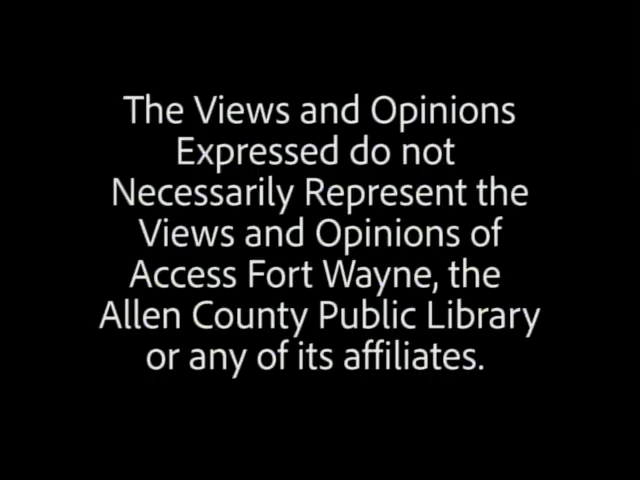 The Views and Opinions
Expressed do not
Necessarily Represent the
Views and Opinions of
Access Fort Wayne, the
Allen County Public Library
or any of its affiliates.